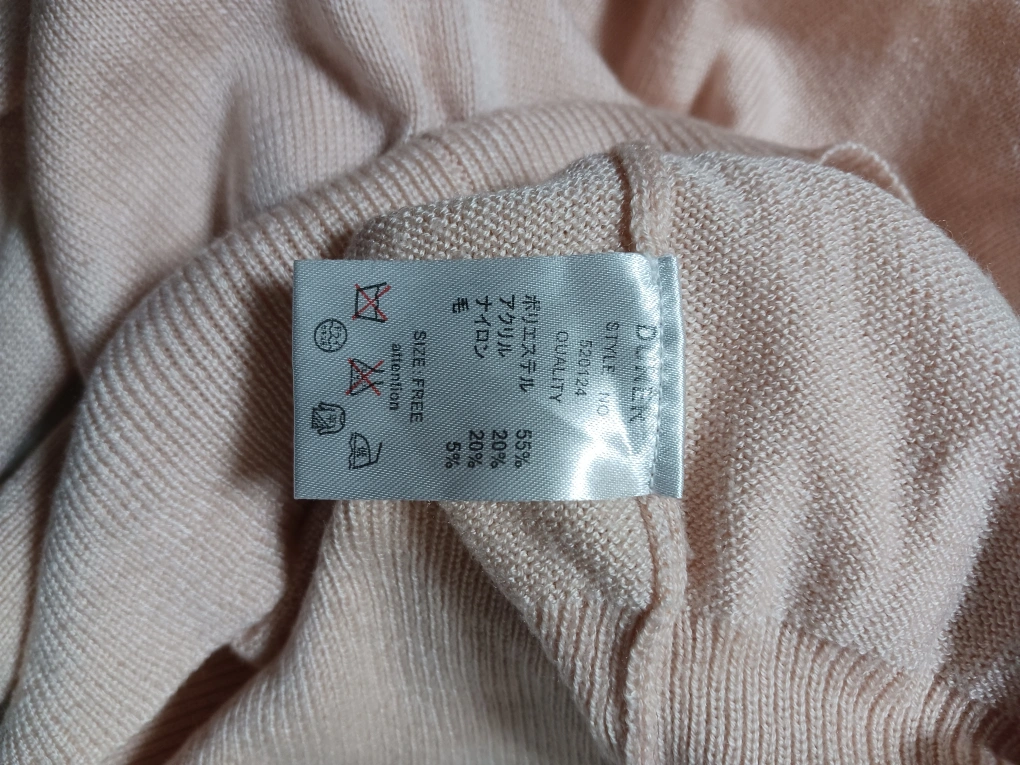 STYLE NO.
520124
QUALITY
ポリエステル 55%
アクリル 20%
ナイロン 20%
毛 5%
SIZE:FREE
attention